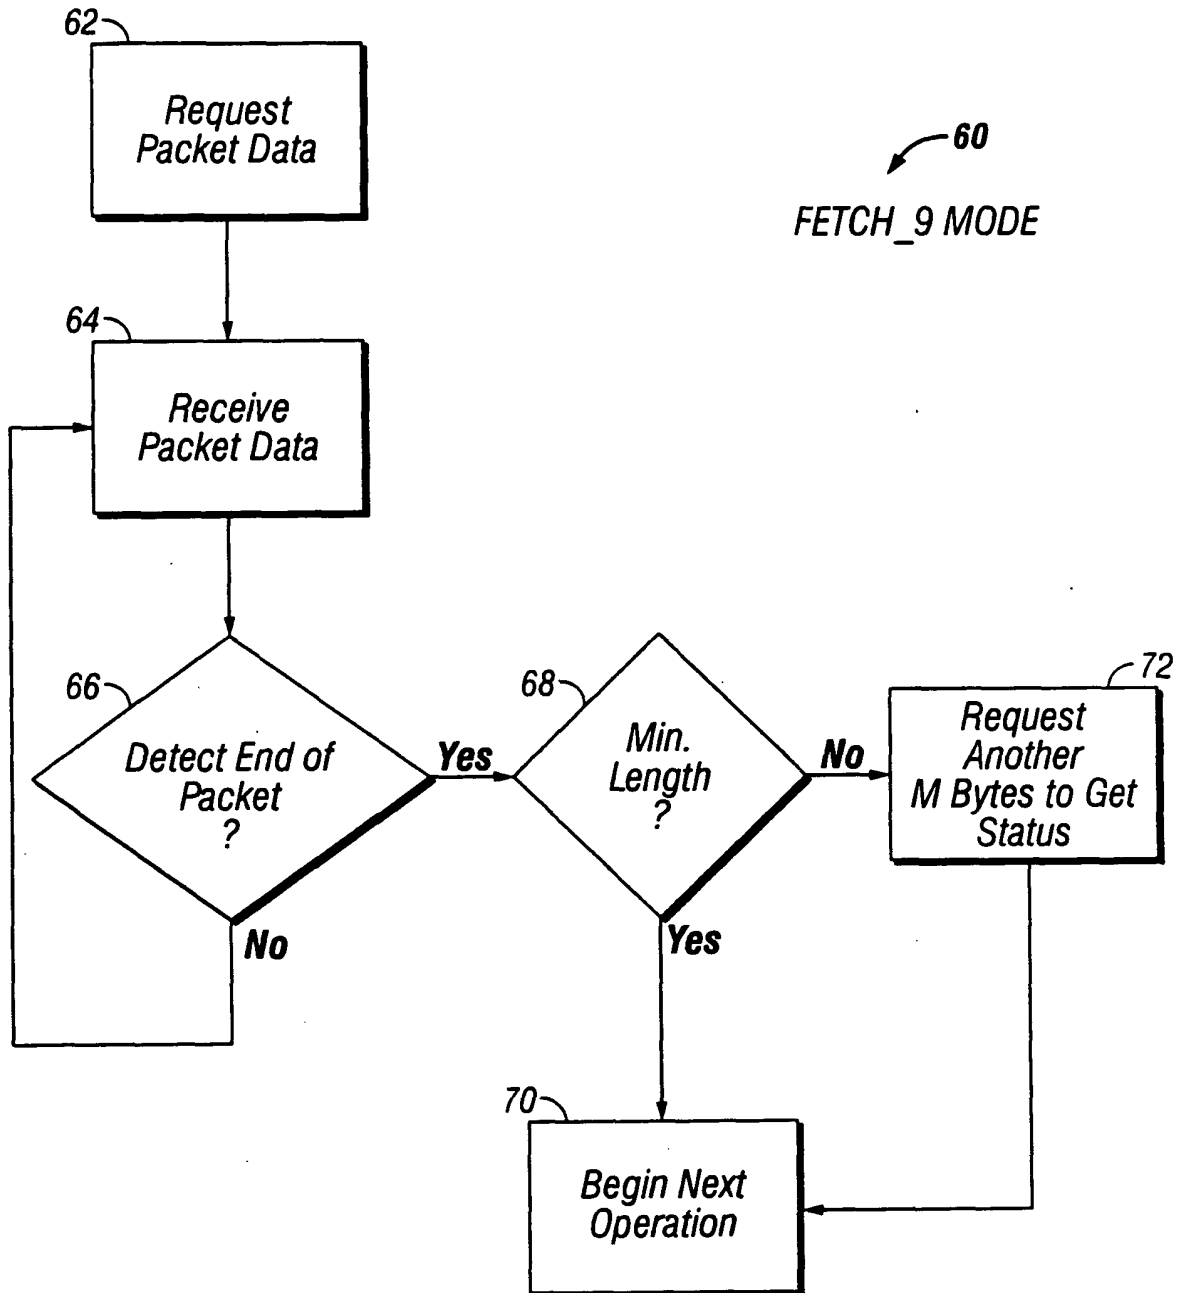 62
Request
Packet Data
60
FETCH_9 MODE
64
Receive
Packet Data
66
Detect End of
Packet
?
Yes
No
68
Min.
Length
?
No
Yes
72
Request
Another
M Bytes to Get
Status
70
Begin Next
Operation